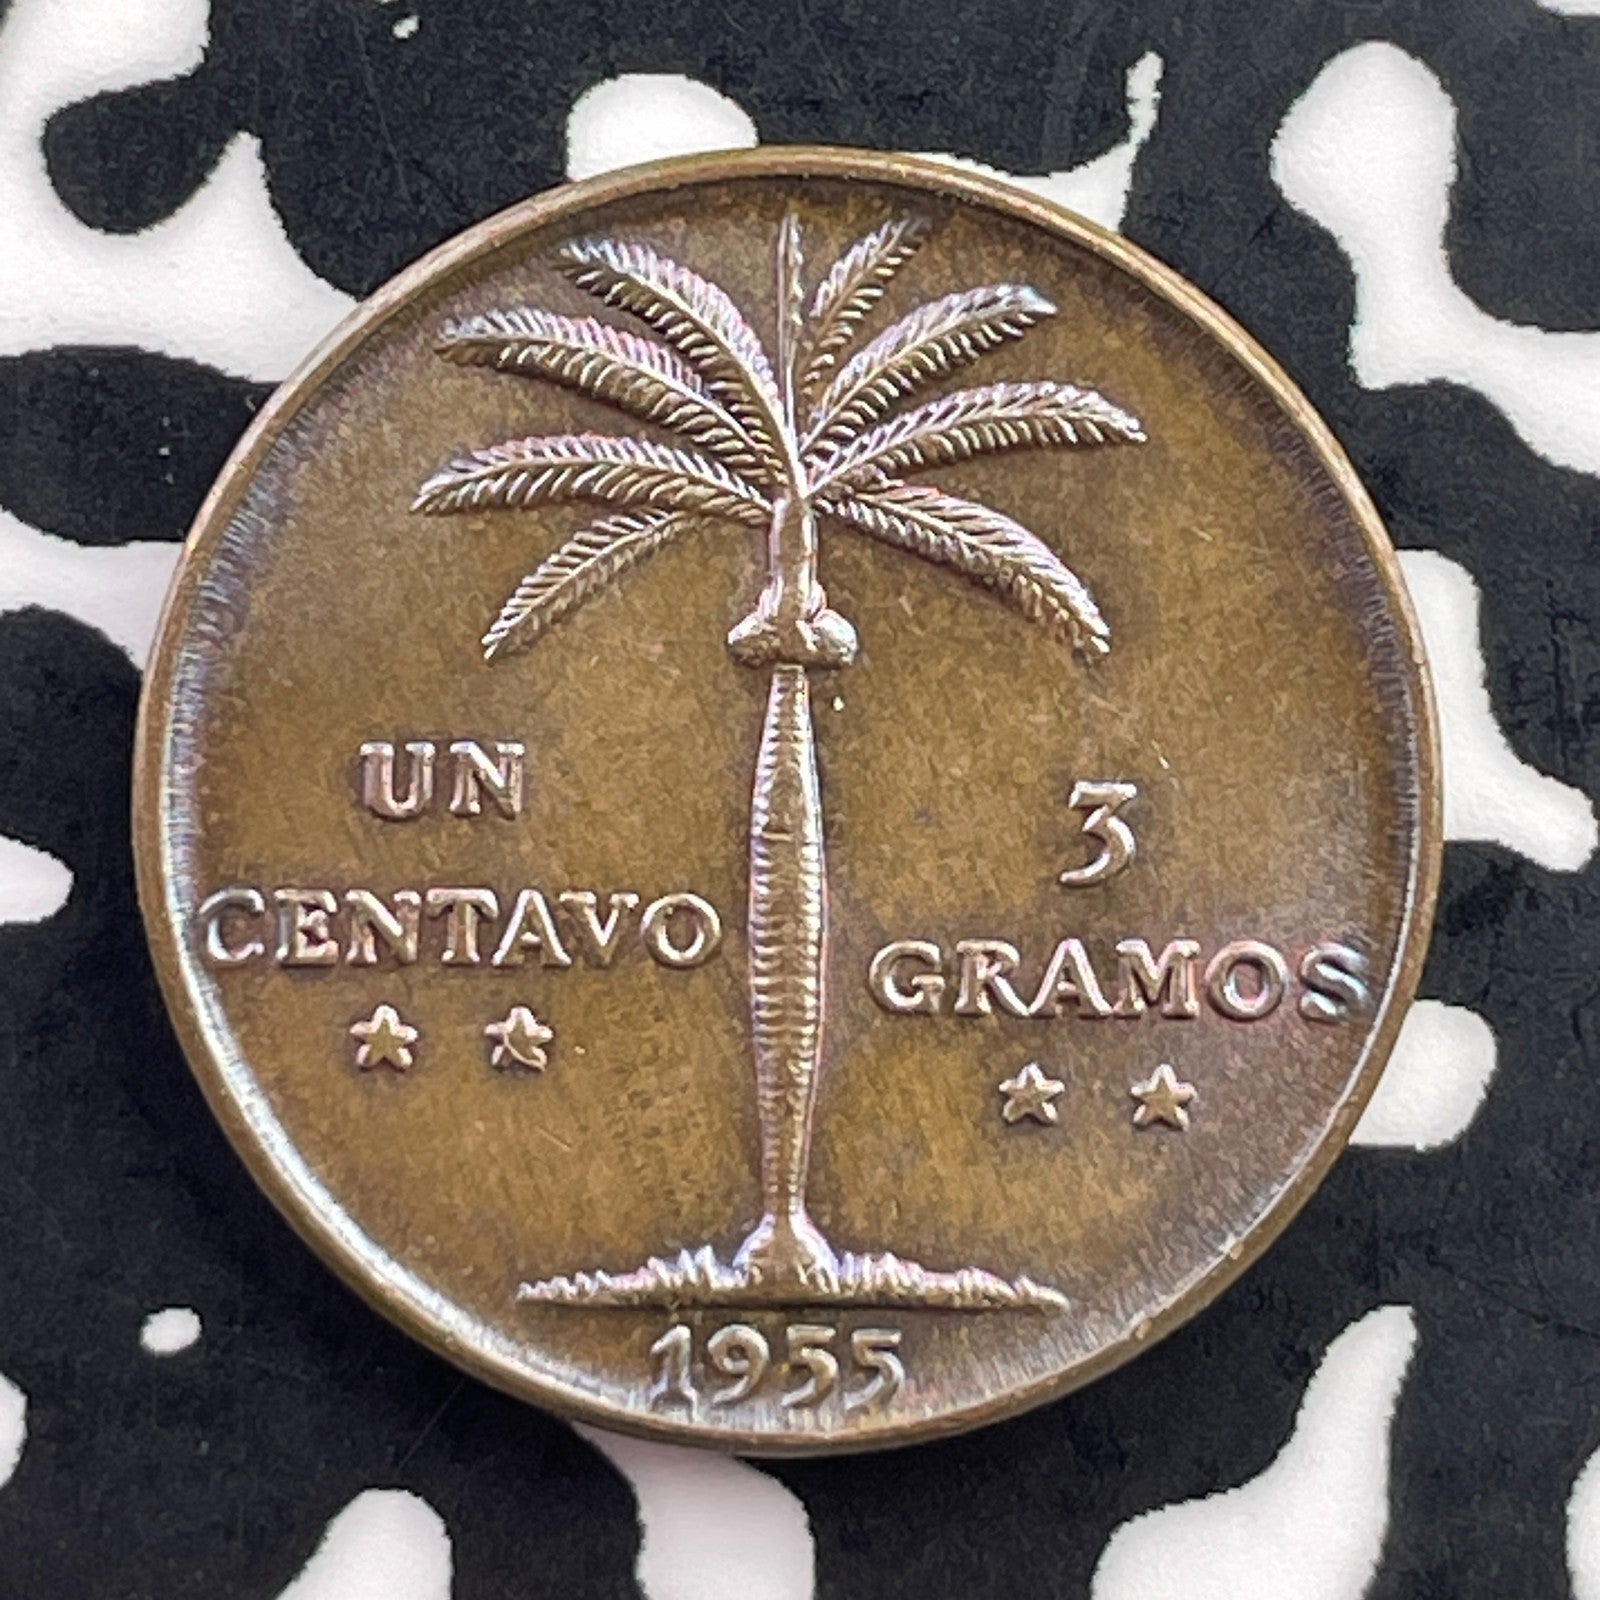 UN
CENTAVO
3
GRAMOS
1955